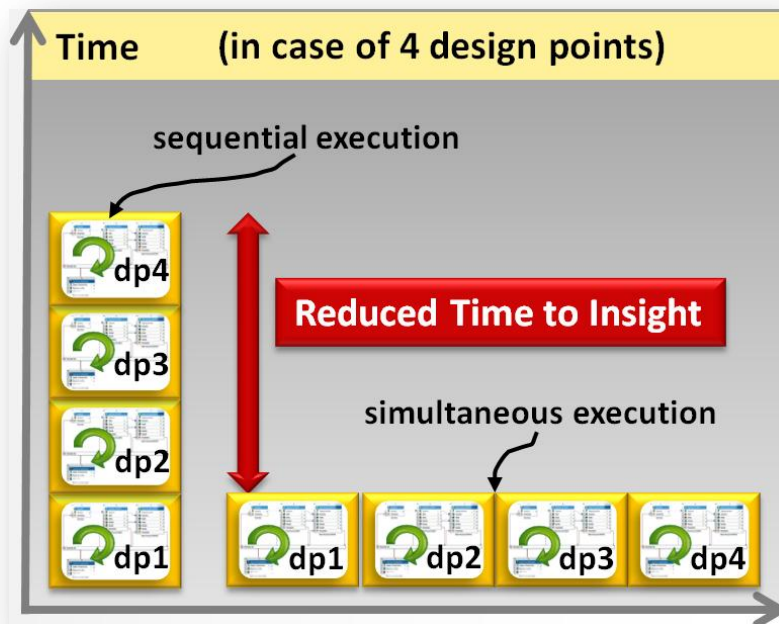 Time (in case of 4 design points)
sequential execution
dp4
dp3
dp2
dp1
Reduced Time to Insight
simultaneous execution
dp1 dp2 dp3 dp4